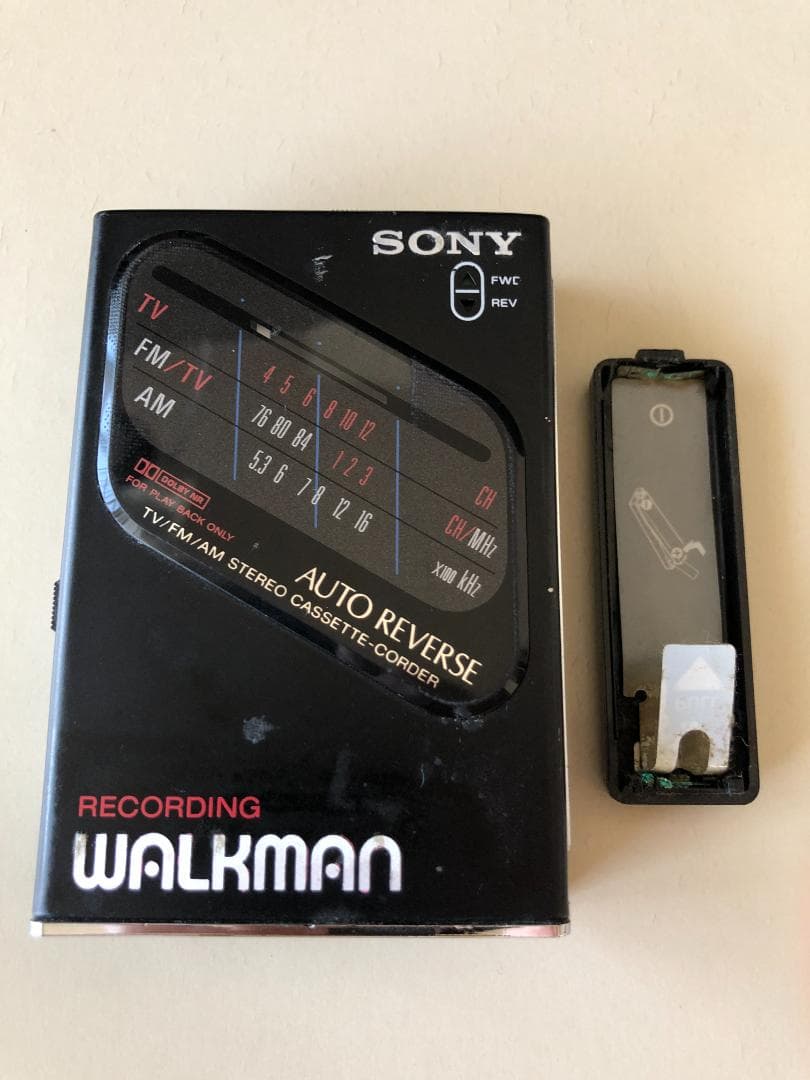 SONY
FWD
REV
TV
FM/TV
AM
4 5 6 8 10 12
76 80 84 1 2 3
5.3 6 7 8 12 16
CH
CH/MHz
X100 kHz
DOLBY NR
FOR PLAY BACK ONLY
TV/FM/AM STEREO CASSETTE-CORDER
AUTO REVERSE
RECORDING
WALKMAN
PULL